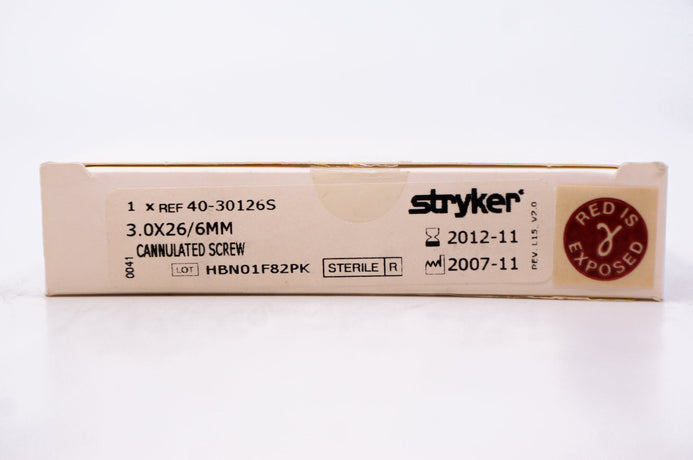 1 x REF 40-30126S
3.0X26/6MM
CANNULATED SCREW
LOT HBN01F82PK STERILE R
0041
stryker
2012-11
2007-11
REV. L15, V2.0
RED IS
γ
EXPOSED